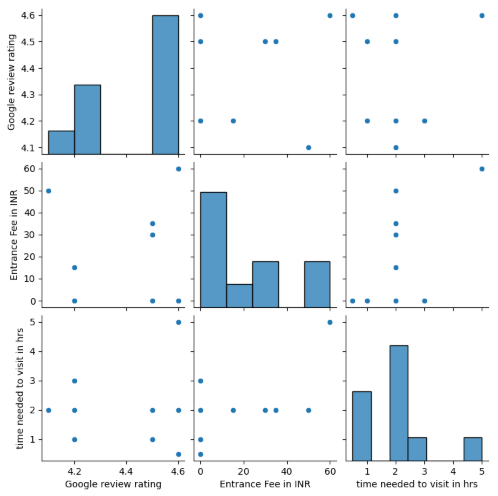 4.6
4.5
4.4
4.3
4.2
4.1
Google review rating
60
50
40
30
20
10
0
Entrance Fee in INR
5
4
3
2
1
time needed to visit in hrs
4.2 4.4 4.6
Google review rating
0 20 40 60
Entrance Fee in INR
1 2 3 4 5
time needed to visit in hrs